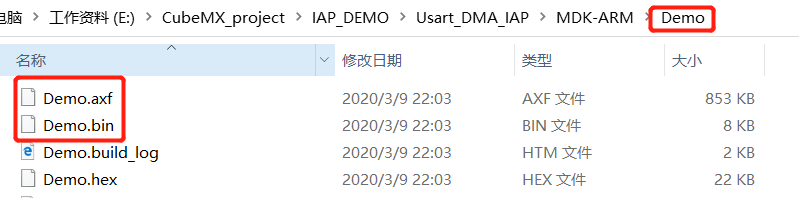 电脑 › 工作资料 (E:) › CubeMX_project › IAP_DEMO › Usart_DMA_IAP › MDK-ARM › Demo
名称 修改日期 类型 大小
Demo.axf 2020/3/9 22:03 AXF 文件 853 KB
Demo.bin 2020/3/9 22:03 BIN 文件 8 KB
Demo.build_log 2020/3/9 22:03 HTM 文件 2 KB
Demo.hex 2020/3/9 22:03 HEX 文件 22 KB